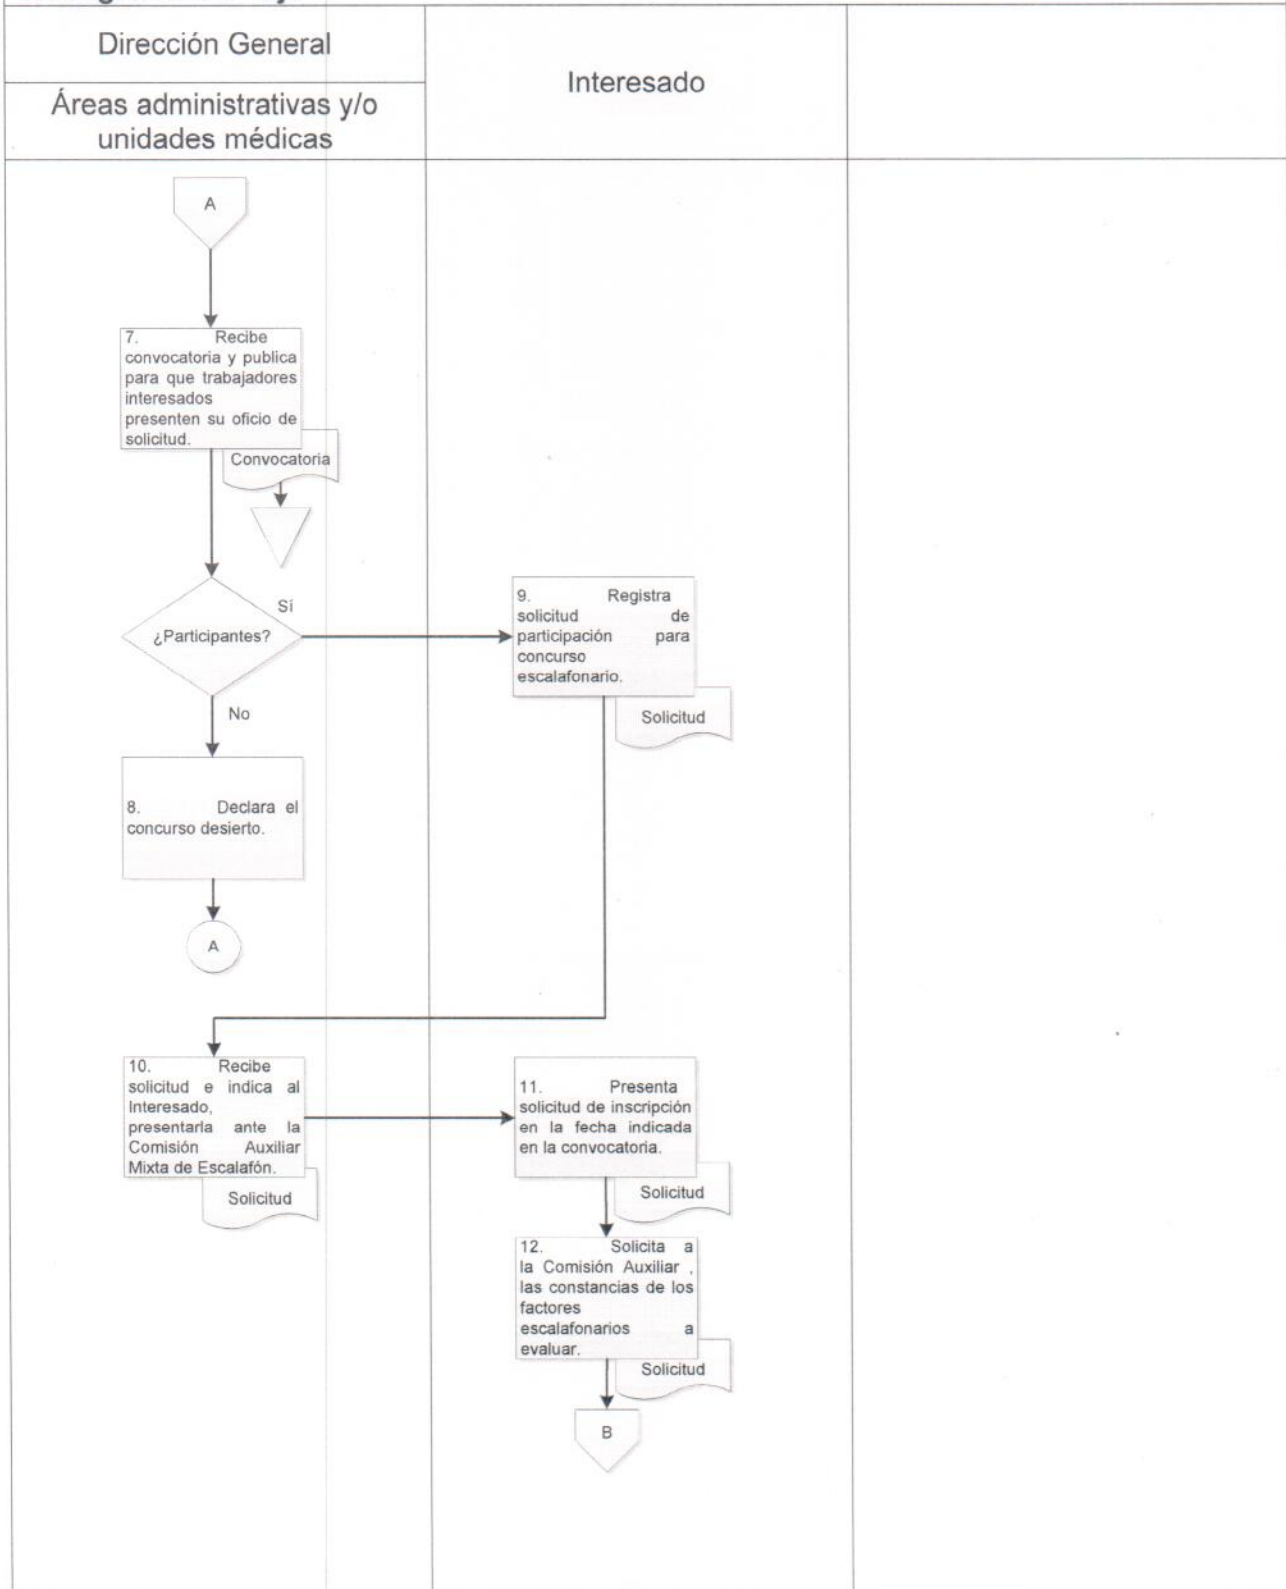 Dirección General
Áreas administrativas y/o
unidades médicas
Interesado
A
7. Recibe
convocatoria y publica
para que trabajadores
interesados
presenten su oficio de
solicitud.
Convocatoria
¿Participantes?
Sí
No
9. Registra
solicitud de
participación para
concurso
escalafonario.
Solicitud
8. Declara el
concurso desierto.
A
10. Recibe
solicitud e indica al
Interesado,
presentarla ante la
Comisión Auxiliar
Mixta de Escalafón.
Solicitud
11. Presenta
solicitud de inscripción
en la fecha indicada
en la convocatoria.
Solicitud
12. Solicita a
la Comisión Auxiliar ,
las constancias de los
factores
escalafonarios a
evaluar.
Solicitud
B